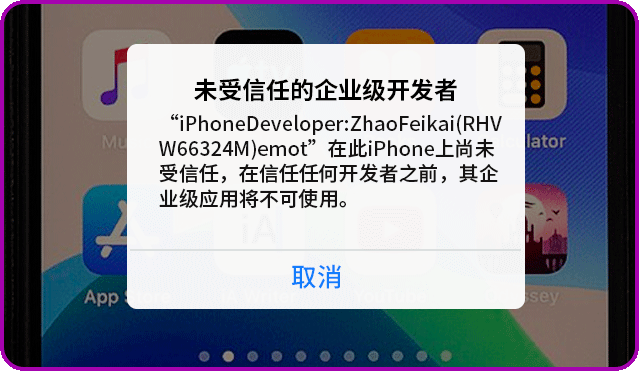 未受信任的企业级开发者
“iPhoneDeveloper:ZhaoFeikai(RHV
W66324M)emot”在此iPhone上尚未
受信任，在信任任何开发者之前，其企
业级应用将不可使用。
取消
App